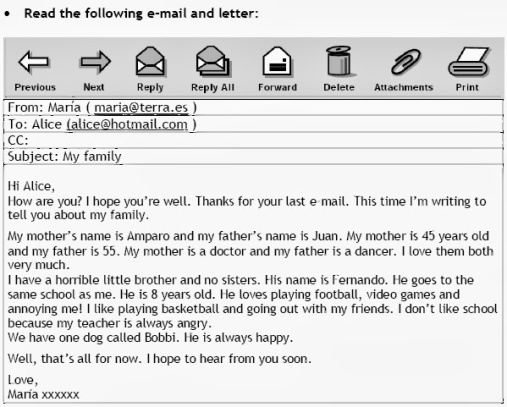 • Read the following e-mail and letter:
Previous Next Reply Reply All Forward Delete Attachments Print
From: María ( maria@terra.es )
To: Alice (alice@hotmail.com )
CC:
Subject: My family
Hi Alice,
How are you? I hope you're well. Thanks for your last e-mail. This time I'm writing to
tell you about my family.
My mother's name is Amparo and my father's name is Juan. My mother is 45 years old
and my father is 55. My mother is a doctor and my father is a dancer. I love them both
very much.
I have a horrible little brother and no sisters. His name is Fernando. He goes to the
same school as me. He is 8 years old. He loves playing football, video games and
annoying me! I like playing basketball and going out with my friends. I don't like school
because my teacher is always angry.
We have one dog called Bobbi. He is always happy.
Well, that's all for now. I hope to hear from you soon.
Love,
María xxxxxx